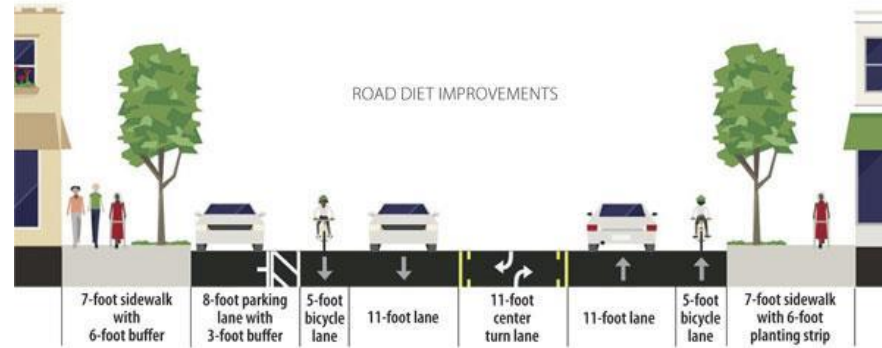 ROAD DIET IMPROVEMENTS
7-foot sidewalk
with
6-foot buffer
8-foot parking
lane with
3-foot buffer
5-foot
bicycle
lane
11-foot lane
11-foot
center
turn lane
11-foot lane
5-foot
bicycle
lane
7-foot sidewalk
with 6-foot
planting strip